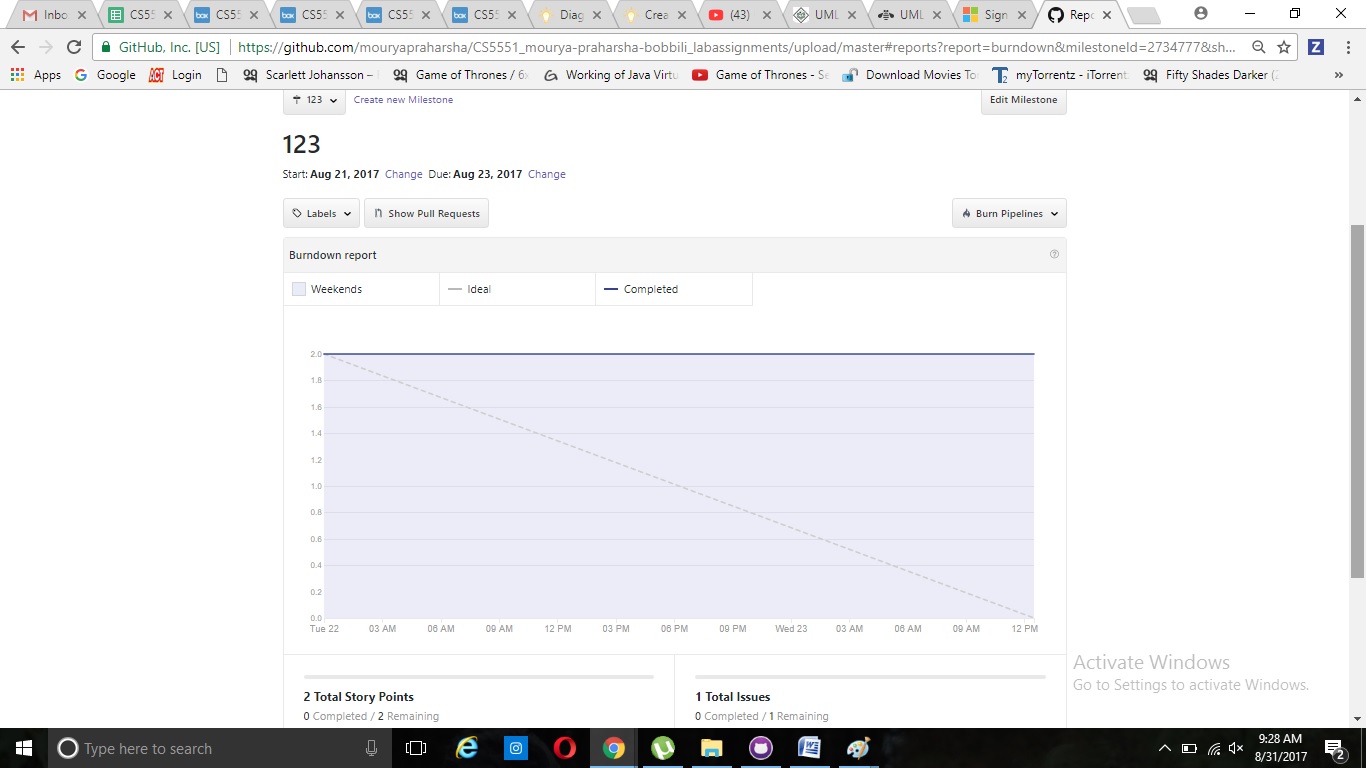 Inbo CS55 CS55 CS55 CS55 CS55 Diag Crea (43) UML UML Sign Repo
GitHub, Inc. [US] https://github.com/mouryapraharsha/CS5551_mourya-praharsha-bobbili_labassignments/upload/master#reports?report=burndown&milestoneId=2734777&sh...
Apps Google ACT Login Scarlett Johansson – Game of Thrones / 6x Working of Java Virtu Game of Thrones - Se Download Movies To myTorrentz - iTorrent Fifty Shades Darker (2 »
123 Create new Milestone Edit Milestone
123
Start: Aug 21, 2017 Change Due: Aug 23, 2017 Change
Labels Show Pull Requests Burn Pipelines
Burndown report
Weekends Ideal Completed
2.0
1.8
1.6
1.4
1.2
1.0
0.8
0.6
0.4
0.2
0.0
Tue 22 03 AM 06 AM 09 AM 12 PM 03 PM 06 PM 09 PM Wed 23 03 AM 06 AM 09 AM 12 PM
Activate Windows
Go to Settings to activate Windows.
2 Total Story Points 1 Total Issues
0 Completed / 2 Remaining 0 Completed / 1 Remaining
Type here to search
9:28 AM
8/31/2017
2